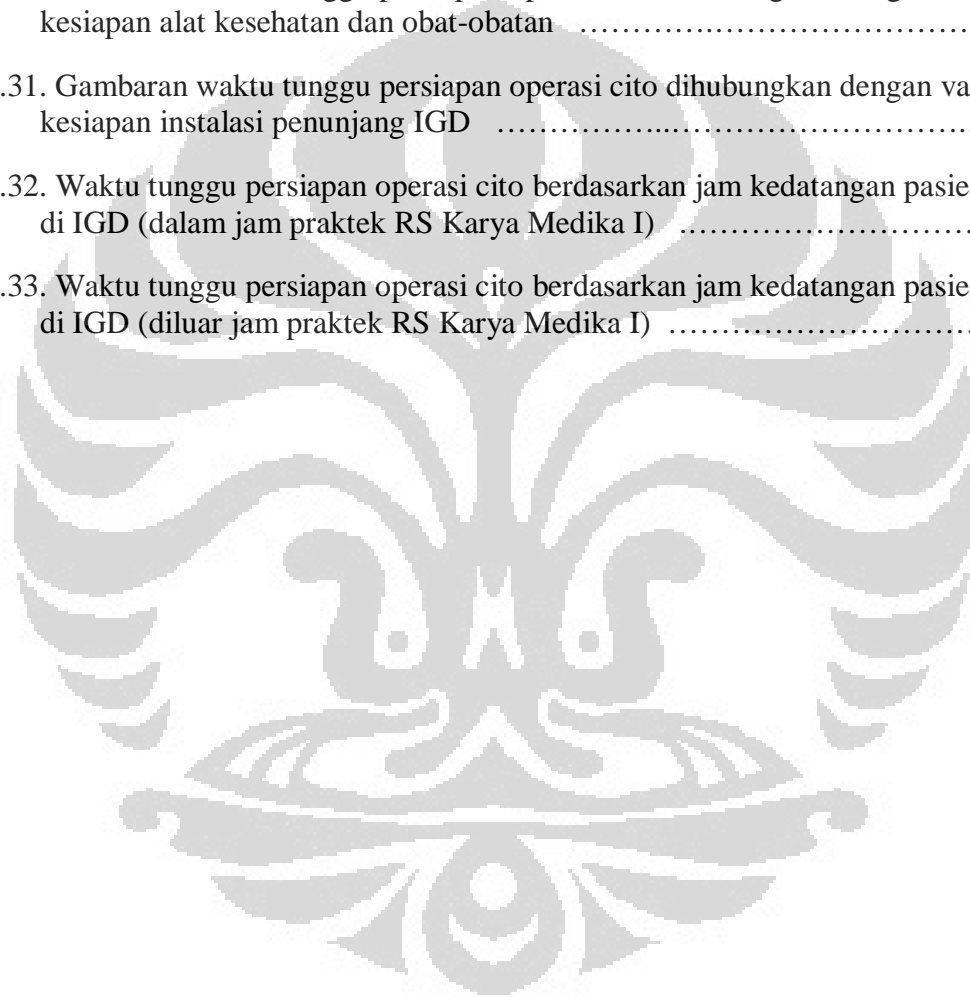 kesiapan alat kesehatan dan obat-obatan ……………………………….
.31. Gambaran waktu tunggu persiapan operasi cito dihubungkan dengan va
kesiapan instalasi penunjang IGD ……………...………………………….
.32. Waktu tunggu persiapan operasi cito berdasarkan jam kedatangan pasie
di IGD (dalam jam praktek RS Karya Medika I) ……………………….
.33. Waktu tunggu persiapan operasi cito berdasarkan jam kedatangan pasie
di IGD (diluar jam praktek RS Karya Medika I) ……………………….